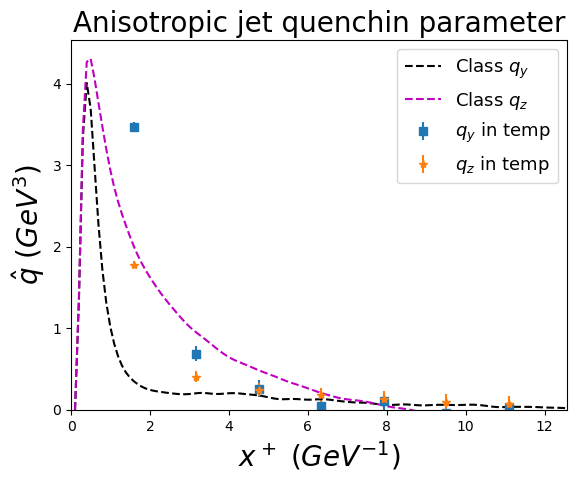 Anisotropic jet quenchin parameter
Class q_y
Class q_z
q_y in temp
q_z in temp
q̂ (GeV^3)
4
3
2
1
0
0 2 4 6 8 10 12
x^+ (GeV^{-1})